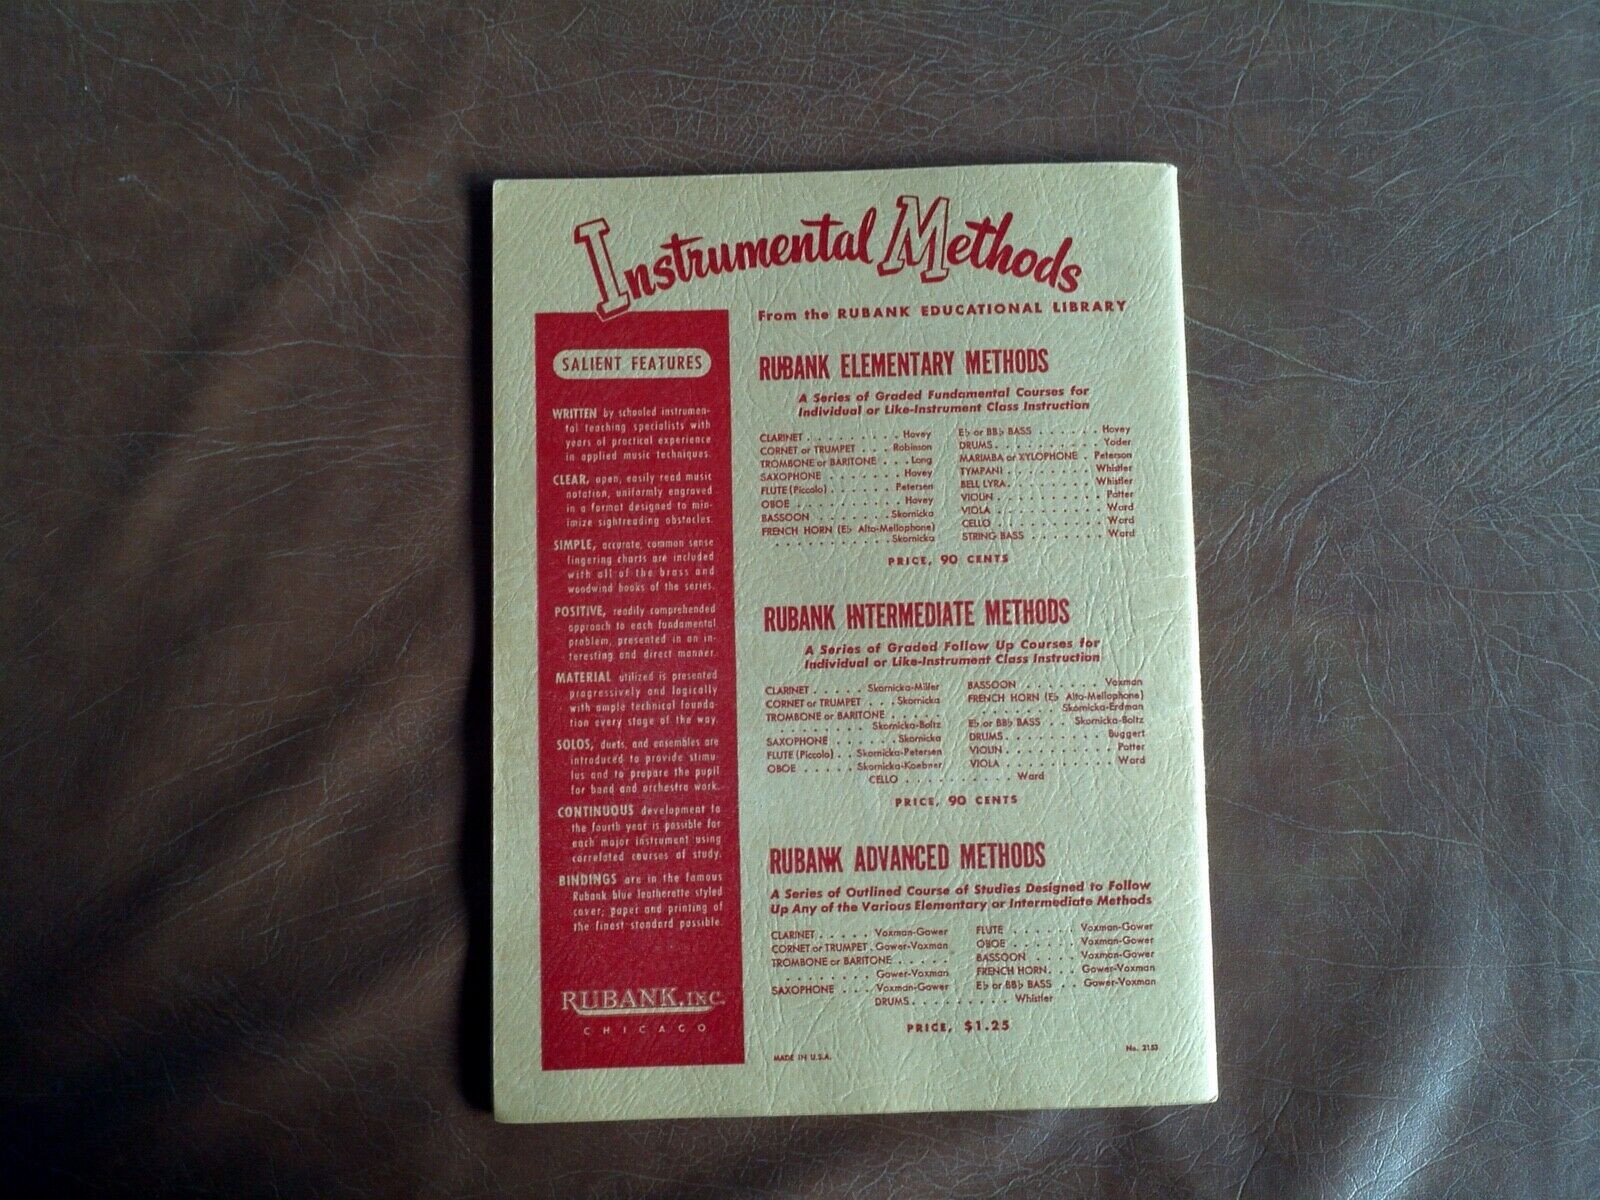 Instrumental Methods
From the RUBANK EDUCATIONAL LIBRARY
SALIENT FEATURES
WRITTEN by schooled instrumen-
tal teaching specialists with
years of practical experience
in applied music techniques.
CLEAR, open, easily read music
notation, uniformly engraved
in a format designed to min-
imize sightreading obstacles.
SIMPLE, accurate, common sense
fingering charts are included
with all of the brass and
woodwind books of the series.
POSITIVE, readily comprehended
approach to each fundamental
problem, presented in an in-
teresting and direct manner.
MATERIAL utilized is presented
progressively and logically
with ample technical founda-
tion every stage of the way.
SOLOS, duets, and ensembles are
introduced to provide stimu-
lus and to prepare the pupil
for band and orchestra work.
CONTINUOUS development to
the fourth year is possible for
each major instrument using
correlated courses of study.
BINDINGS are in the famous
Rubank blue leatherette styled
cover; paper and printing of
the finest standard possible.
RUBANK, INC.
CHICAGO
RUBANK ELEMENTARY METHODS
A Series of Graded Fundamental Courses for
Individual or Like-Instrument Class Instruction
CLARINET . . . . . . . . . . Hovey
CORNET or TRUMPET . . . Robinson
TROMBONE or BARITONE . . . Long
SAXOPHONE . . . . . . . . . Hovey
FLUTE (Piccolo) . . . . . . . Petersen
OBOE . . . . . . . . . . . . Hovey
BASSOON . . . . . . . . Skornicka
FRENCH HORN (E♭ Alto-Mellophone)
. . . . . . . . . . . Skornicka
E♭ or BB♭ BASS . . . . . . . Hovey
DRUMS . . . . . . . . . . . . Yoder
MARIMBA or XYLOPHONE . Peterson
TYMPANI . . . . . . . . . Whistler
BELL LYRA . . . . . . . . Whistler
VIOLIN . . . . . . . . . . . Potter
VIOLA . . . . . . . . . . . . Ward
CELLO . . . . . . . . . . . . Ward
STRING BASS . . . . . . . Ward
PRICE, 90 CENTS
RUBANK INTERMEDIATE METHODS
A Series of Graded Follow Up Courses for
Individual or Like-Instrument Class Instruction
CLARINET . . . . . Skornicka-Miller
CORNET or TRUMPET . . . Skornicka
TROMBONE or BARITONE . . . . .
. . . . . . . . . Skornicka-Boltz
SAXOPHONE . . . . . . Skornicka
FLUTE (Piccolo) . . Skornicka-Petersen
OBOE . . . . . Skornicka-Koebner
BASSOON . . . . . . . Voxman
FRENCH HORN (E♭ Alto-Mellophone)
. . . . . . . . . Skornicka-Erdman
E♭ or BB♭ BASS . . . Skornicka-Boltz
DRUMS . . . . . . . . . . Buggert
VIOLIN . . . . . . . . . . . Potter
VIOLA . . . . . . . . . . . . Ward
CELLO . . . . . . . . . . Ward
PRICE, 90 CENTS
RUBANK ADVANCED METHODS
A Series of Outlined Course of Studies Designed to Follow
Up Any of the Various Elementary or Intermediate Methods
CLARINET . . . . . Voxman-Gower
CORNET or TRUMPET . Gower-Voxman
TROMBONE or BARITONE . . . . .
. . . . . . . . . Gower-Voxman
SAXOPHONE . . . Voxman-Gower
FLUTE . . . . . . Voxman-Gower
OBOE . . . . . . Voxman-Gower
BASSOON . . . . Voxman-Gower
FRENCH HORN . . . Gower-Voxman
E♭ or BB♭ BASS . . Gower-Voxman
DRUMS . . . . . . . . . Whistler
PRICE, $1.25
MADE IN U.S.A.
No. 2153